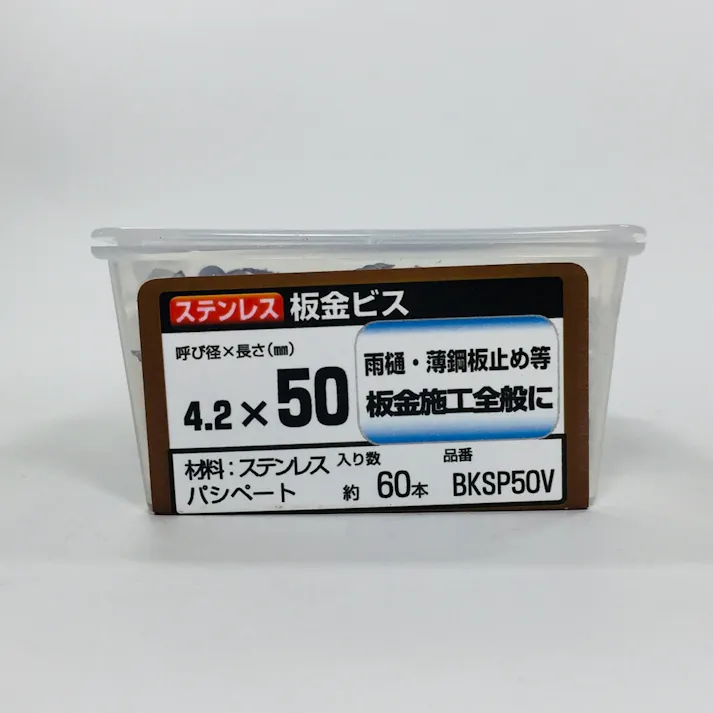 ステンレス 板金ビス
呼び径×長さ(㎜)
4.2×50
雨樋・薄鋼板止め等
板金施工全般に
材料:ステンレス
パシペート
入り数
約 60本
品番
BKSP50V